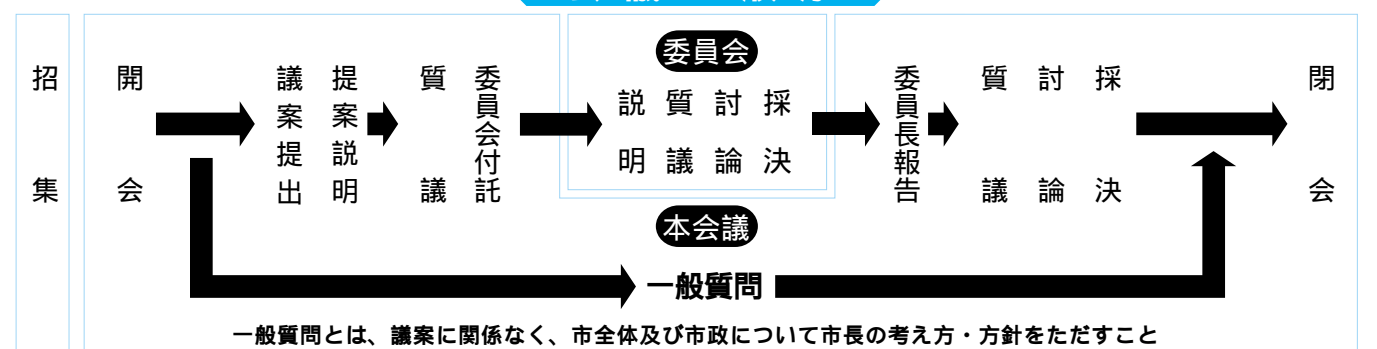 招集
開会
議案提出
提案説明
質議
委員会付託
委員会
説明
質議
討論
採決
委員長報告
質議
討論
採決
閉会
本会議
一般質問
一般質問とは、議案に関係なく、市全体及び市政について市長の考え方・方針をただすこと